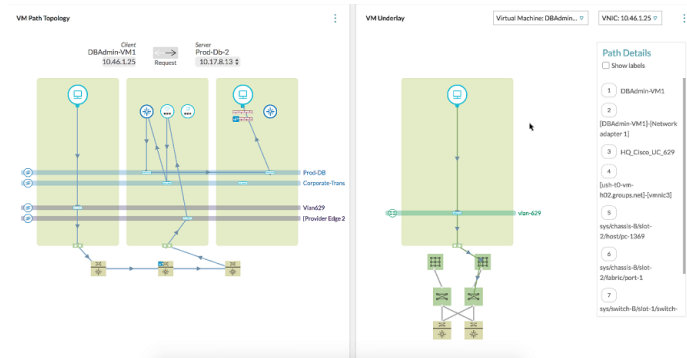 VM Path Topology
Client
DBAdmin-VM1
10.46.1.25
Request
Server
Prod-Db-2
10.17.8.13
Prod-DB
Corporate-Trans
Vlan629
[Provider Edge 2
VM Underlay
Virtual Machine: DBAdmin...
VNIC: 10.46.1.25
vlan-629
Path Details
Show labels
1 DBAdmin-VM1
2
[DBAdmin-VM1]-[Network
adapter 1]
3 HQ_Cisco_UC_629
4
[ush-t0-vm-
h02.groups.net]-[vmnic3]
5
sys/chassis-8/slot-
2/host/pc-1369
6
sys/chassis-8/slot-
2/fabric/port-1
7
sys/switch-B/slot-1/switch-